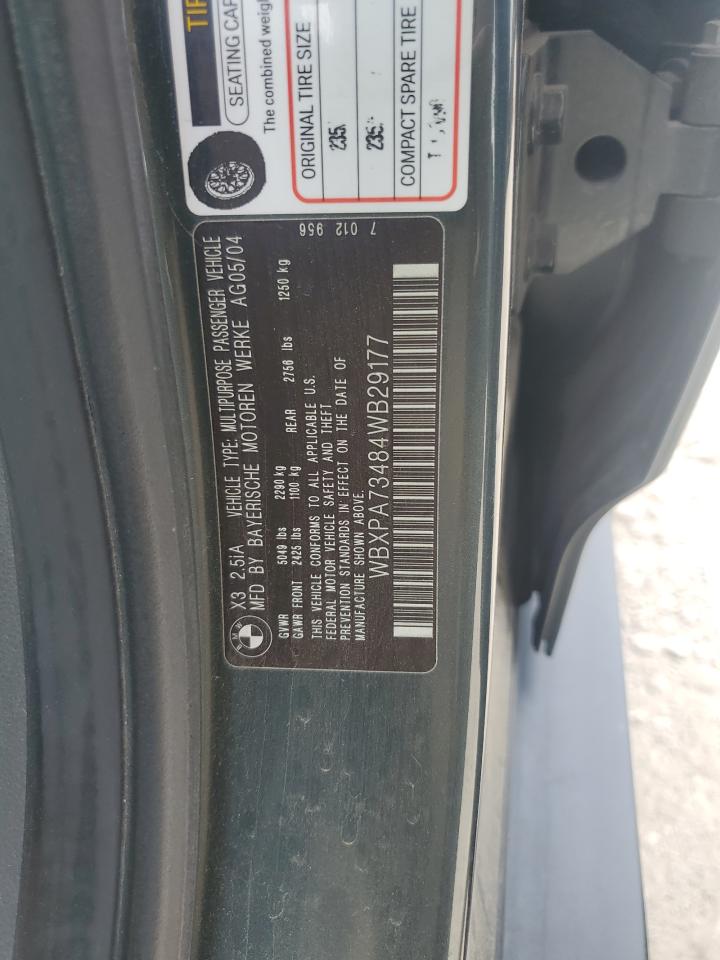 TIR
SEATING CAP
The combined weigh
ORIGINAL TIRE SIZE
235
235
COMPACT SPARE TIRE
BMW
X3 2.5IA VEHICLE TYPE: MULTIPURPOSE PASSENGER VEHICLE
MFD BY BAYERISCHE MOTOREN WERKE AG05/04
GVWR 5049 lbs 2290 kg
GAWR FRONT 2425 lbs 1100 kg REAR 2756 lbs 1250 kg
THIS VEHICLE CONFORMS TO ALL APPLICABLE U.S.
FEDERAL MOTOR VEHICLE SAFETY AND THEFT
PREVENTION STANDARDS IN EFFECT ON THE DATE OF
MANUFACTURE SHOWN ABOVE.
WBXPA73484WB29177
7 012 956